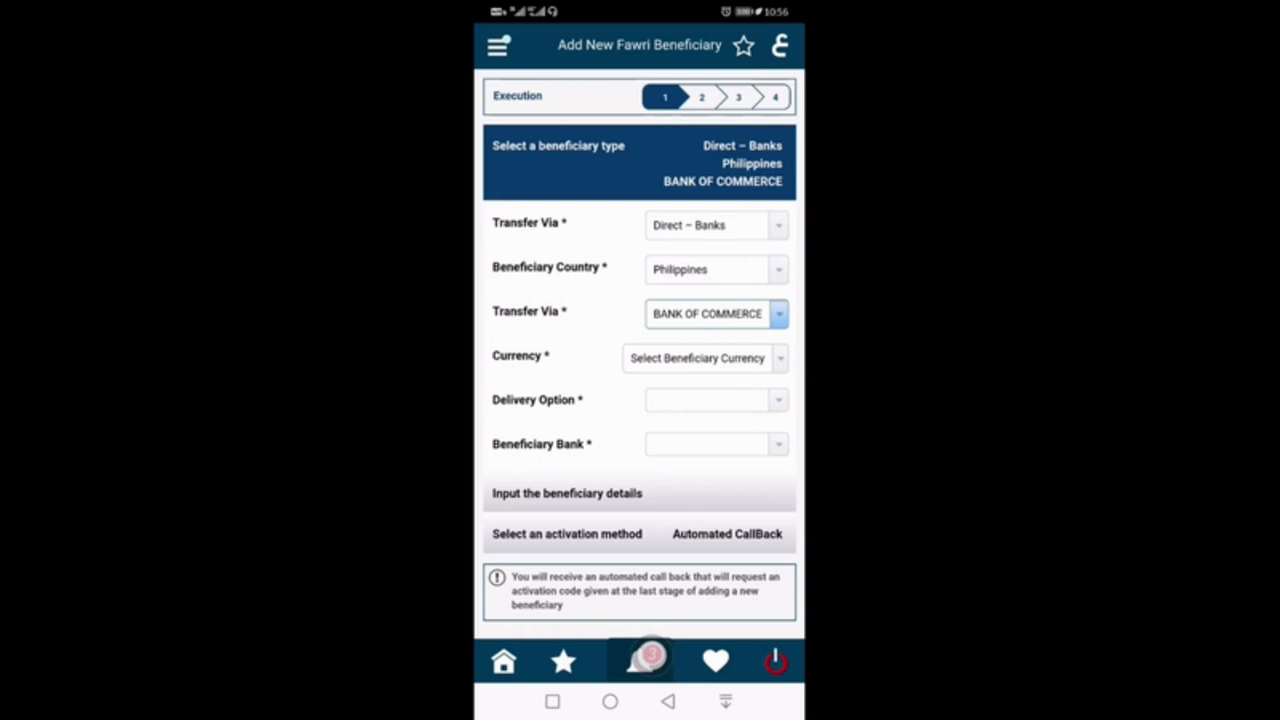 10:56
Add New Fawri Beneficiary ع
Execution 1 2 3 4
Select a beneficiary type Direct – Banks
Philippines
BANK OF COMMERCE
Transfer Via * Direct – Banks
Beneficiary Country * Philippines
Transfer Via * BANK OF COMMERCE
Currency * Select Beneficiary Currency
Delivery Option *
Beneficiary Bank *
Input the beneficiary details
Select an activation method Automated CallBack
You will receive an automated call back that will request an
activation code given at the last stage of adding a new
beneficiary
3